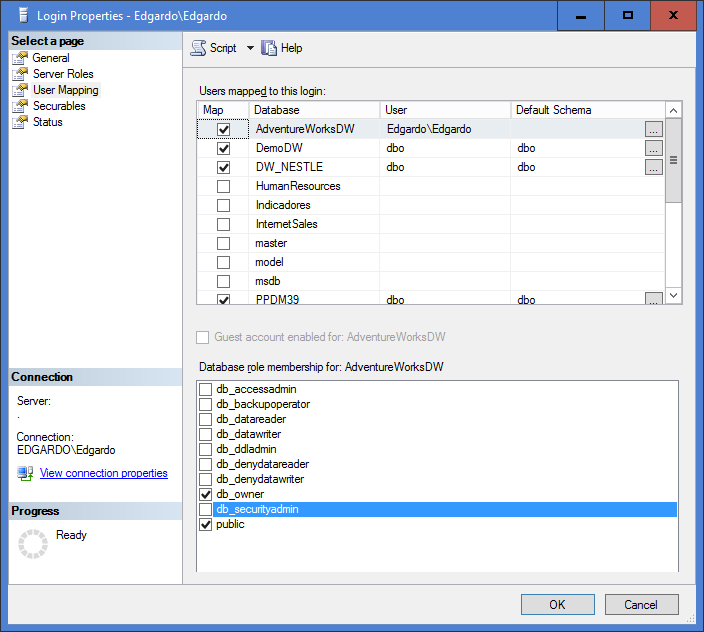 Login Properties - Edgardo\Edgardo
Select a page
General
Server Roles
User Mapping
Securables
Status
Script Help
Users mapped to this login:
Map Database User Default Schema
AdventureWorksDW Edgardo\Edgardo ...
DemoDW dbo dbo ...
DW_NESTLE dbo dbo ...
HumanResources
Indicadores
InternetSales
master
model
msdb
PPDM39 dbo dbo ...
Guest account enabled for: AdventureWorksDW
Database role membership for: AdventureWorksDW
db_accessadmin
db_backupoperator
db_datareader
db_datawriter
db_ddladmin
db_denydatareader
db_denydatawriter
db_owner
db_securityadmin
public
Connection
Server:
.
Connection:
EDGARDO\Edgardo
View connection properties
Progress
Ready
OK Cancel